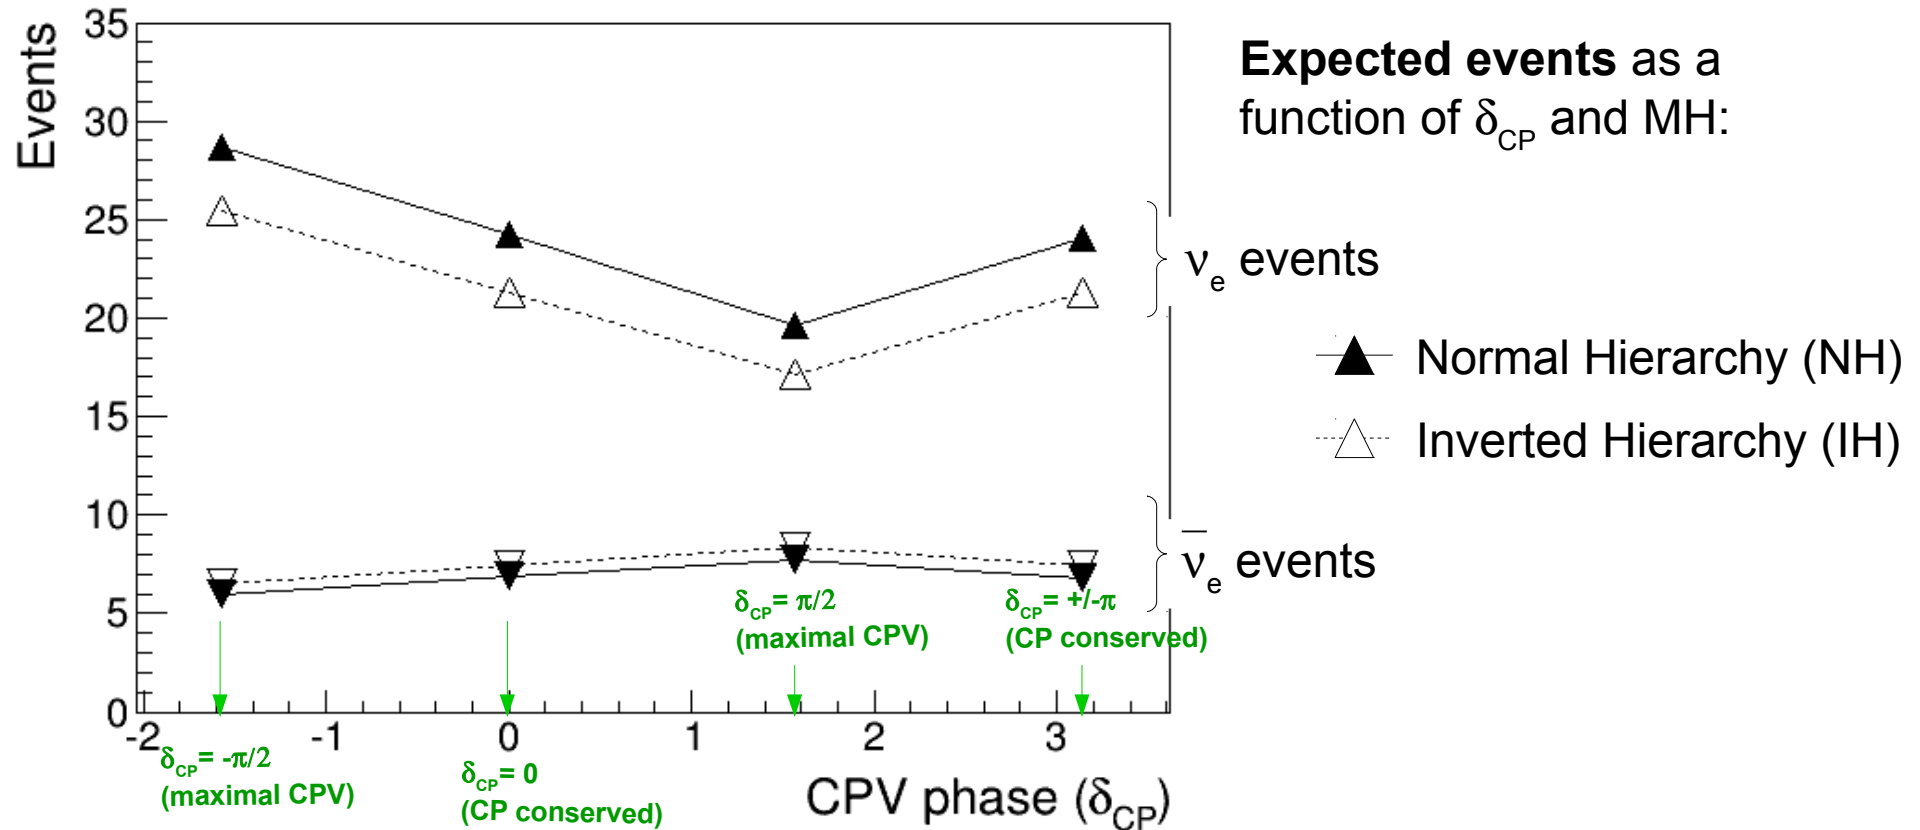 Events
35
30
25
20
15
10
5
0
-2
-1
0
1
2
3
CPV phase (δCP)
δCP= -π/2
(maximal CPV)
δCP= 0
(CP conserved)
δCP= π/2
(maximal CPV)
δCP= +/-π
(CP conserved)
Expected events as a
function of δCP and MH:
νe events
Normal Hierarchy (NH)
Inverted Hierarchy (IH)
ν̅e events